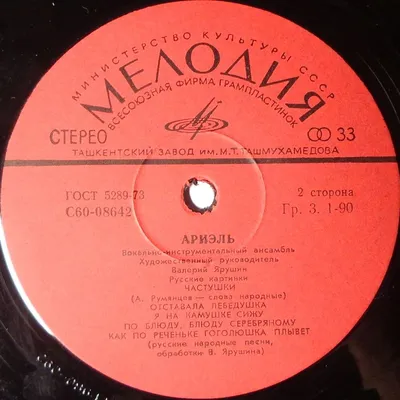 МИНИСТЕРСТВО КУЛЬТУРЫ СССР
МЕЛОДИЯ
ВСЕСОЮЗНАЯ ФИРМА ГРАМПЛАСТИНОК
СТЕРЕО
33
ТАШКЕНТСКИЙ ЗАВОД им. М.Т. ТАШМУХАМЕДОВА
ГОСТ 5289-73
2 сторона
С60-08642
Гр. 3. 1-90
АРИЭЛЬ
Вокально-инструментальный ансамбль
Художественный руководитель
Валерий Ярушин
Русские картинки
ЧАСТУШКИ
(А. Румянцев — слова народные)
ОТСТАВАЛА ЛЕБЕДУШКА
Я НА КАМУШКЕ СИЖУ
ПО БЛЮДУ, БЛЮДУ СЕРЕБРЯНОМУ
КАК ПО РЕЧЕНЬКЕ ГОГОЛЮШКА ПЛЫВЕТ
(русские народные песни,
обработке В. Ярушина)